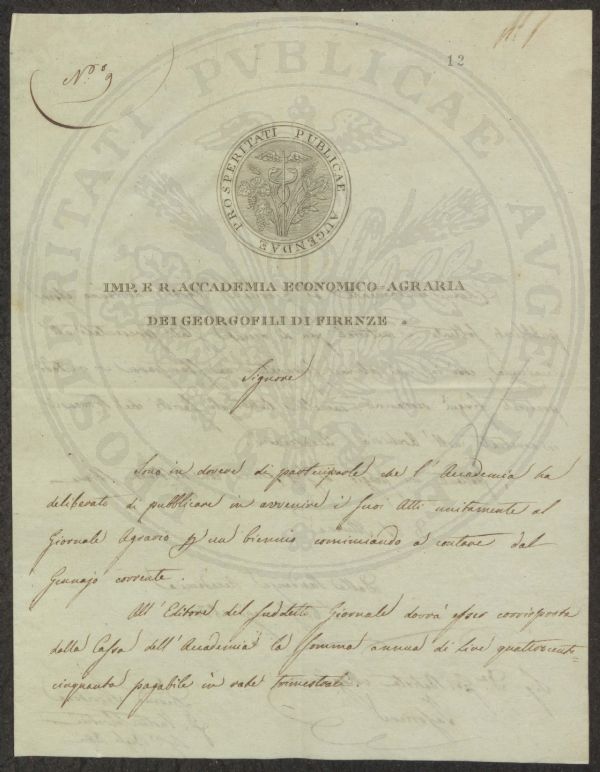 N.º 9
12
PROSPERITATI PUBLICAE AUGENDAE
IMP. E R. ACCADEMIA ECONOMICO-AGRARIA
DEI GEORGOFILI DI FIRENZE
Signore
Sono in dovere di parteciparle che l'Accademia ha
deliberato di pubblicare in avvenire i suoi Atti unitamente al
Giornale Agrario p un biennio cominciando a contare dal
Gennajo corrente.
All'Editore del suddetto Giornale dovrà esser corrisposta
dalla Cassa dell'Accademia la somma annua di Lire quattrocento-
cinquanta pagabile in rate trimestrali.